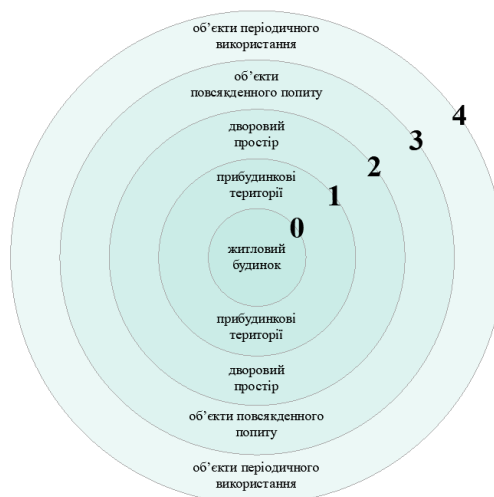 об’єкти періодичного
використання
4
об’єкти
повсякденного попиту
3
дворовий
простір
2
прибудинкові
території
1
0
житловий
будинок
прибудинкові
території
дворовий
простір
об’єкти повсякденного
попиту
об’єкти періодичного
використання